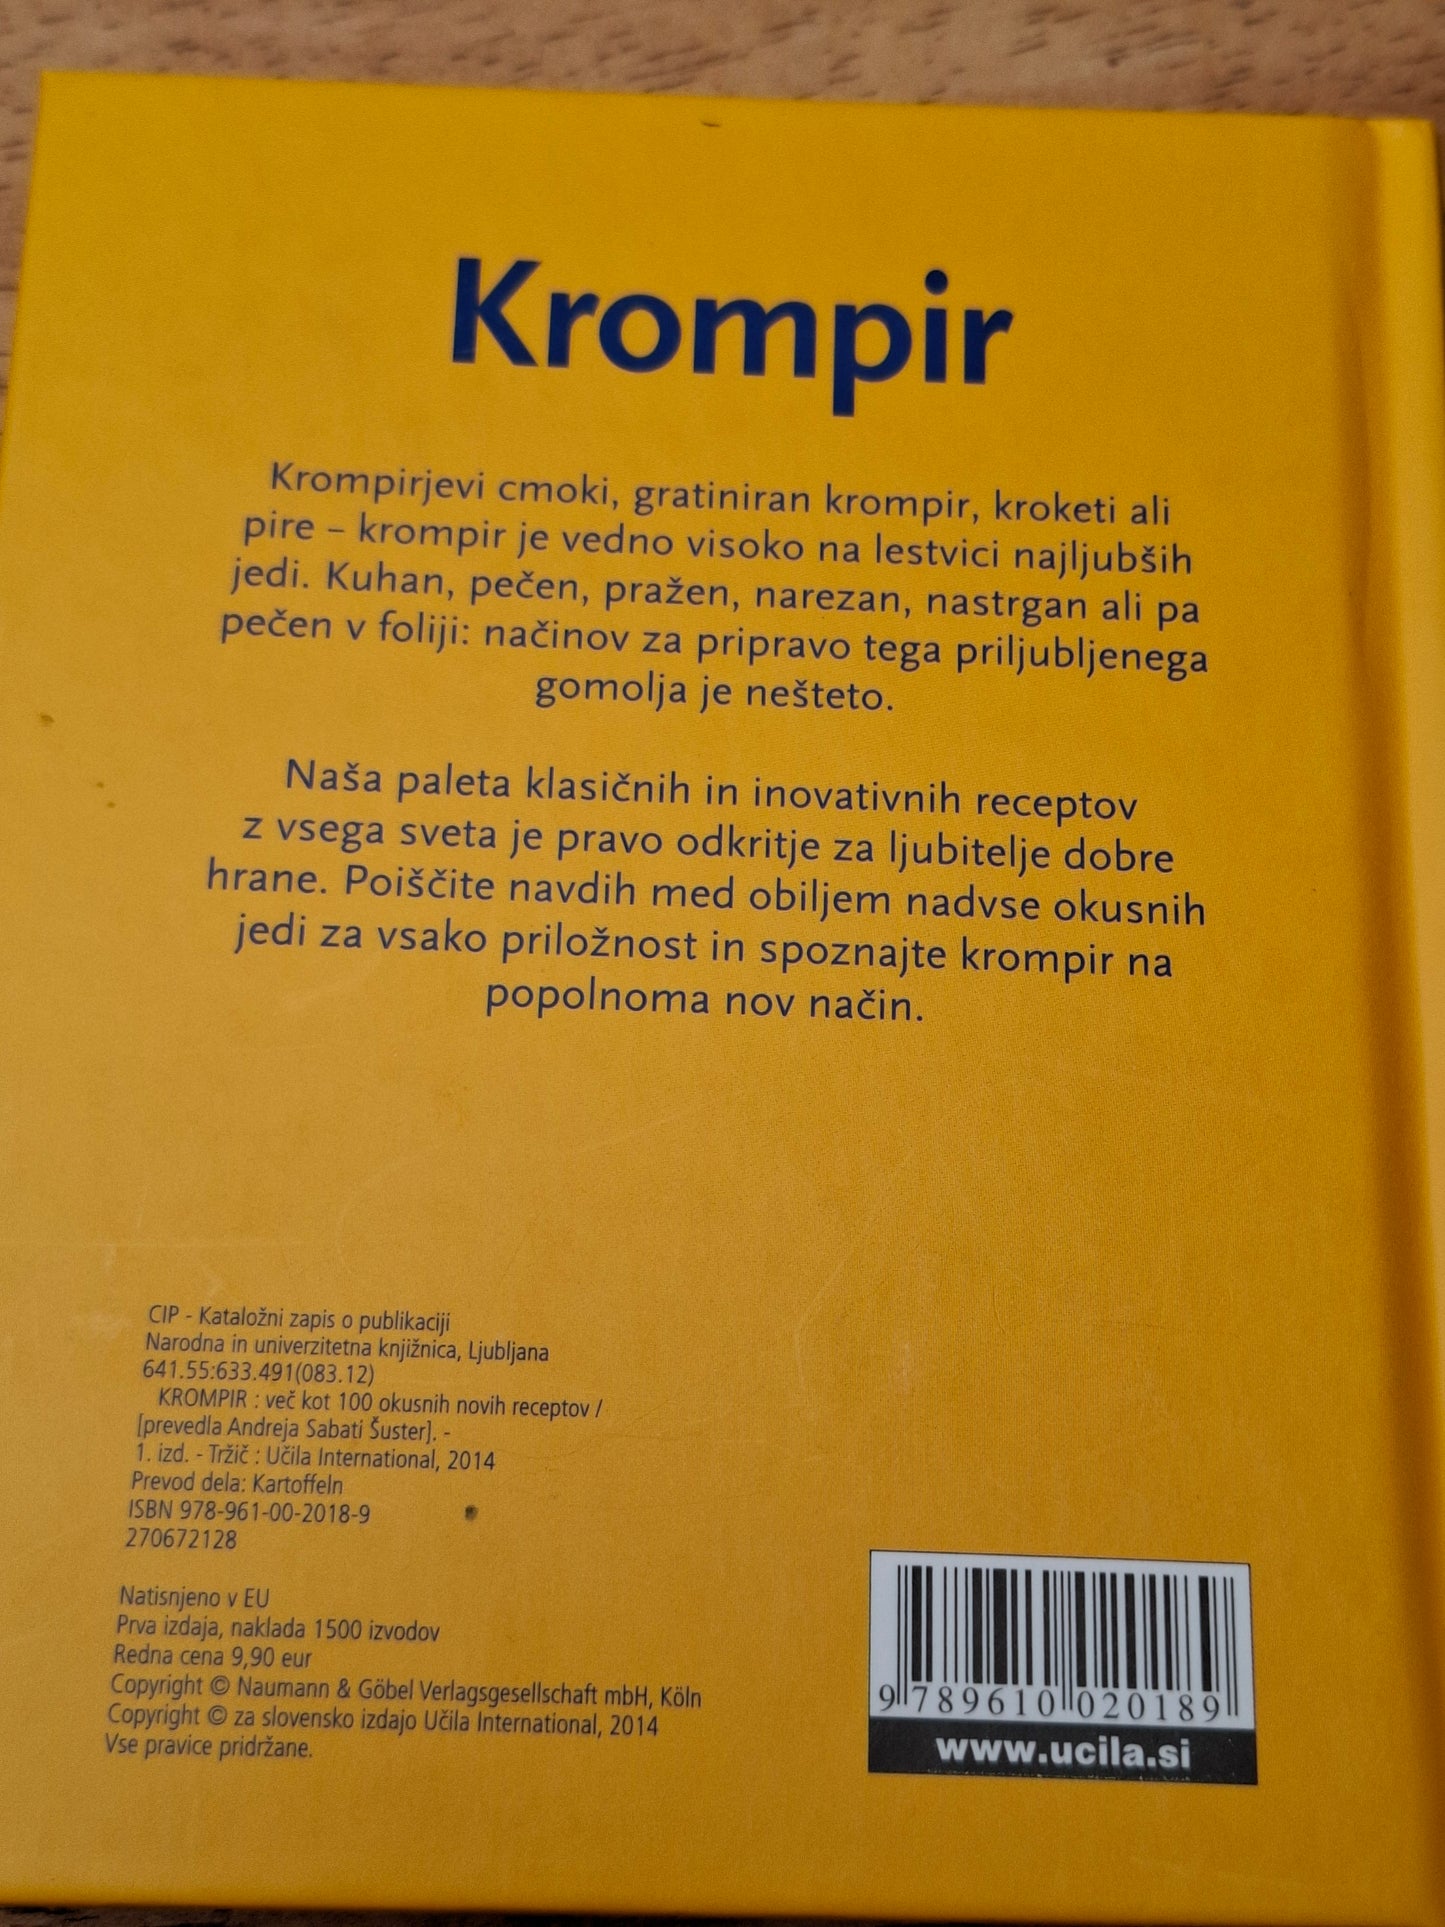 Krompir
Krompirjevi cmoki, gratiniran krompir, kroketi ali
pire – krompir je vedno visoko na lestvici najljubših
jedi. Kuhan, pečen, pražen, narezan, nastrgan ali pa
pečen v foliji: načinov za pripravo tega priljubljenega
gomolja je nešteto.
Naša paleta klasičnih in inovativnih receptov
z vsega sveta je pravo odkritje za ljubitelje dobre
hrane. Poiščite navdih med obiljem nadvse okusnih
jedi za vsako priložnost in spoznajte krompir na
popolnoma nov način.
CIP - Kataložni zapis o publikaciji
Narodna in univerzitetna knjižnica, Ljubljana
641.55:633.491(083.12)
KROMPIR : več kot 100 okusnih novih receptov /
[prevedla Andreja Sabati Šuster]. -
1. izd. - Tržič : Učila International, 2014
Prevod dela: Kartoffeln
ISBN 978-961-00-2018-9
270672128
Natisnjeno v EU
Prva izdaja, naklada 1500 izvodov
Redna cena 9,90 eur
Copyright © Naumann & Göbel Verlagsgesellschaft mbH, Köln
Copyright © za slovensko izdajo Učila International, 2014
Vse pravice pridržane.
9 789610 020189
www.ucila.si